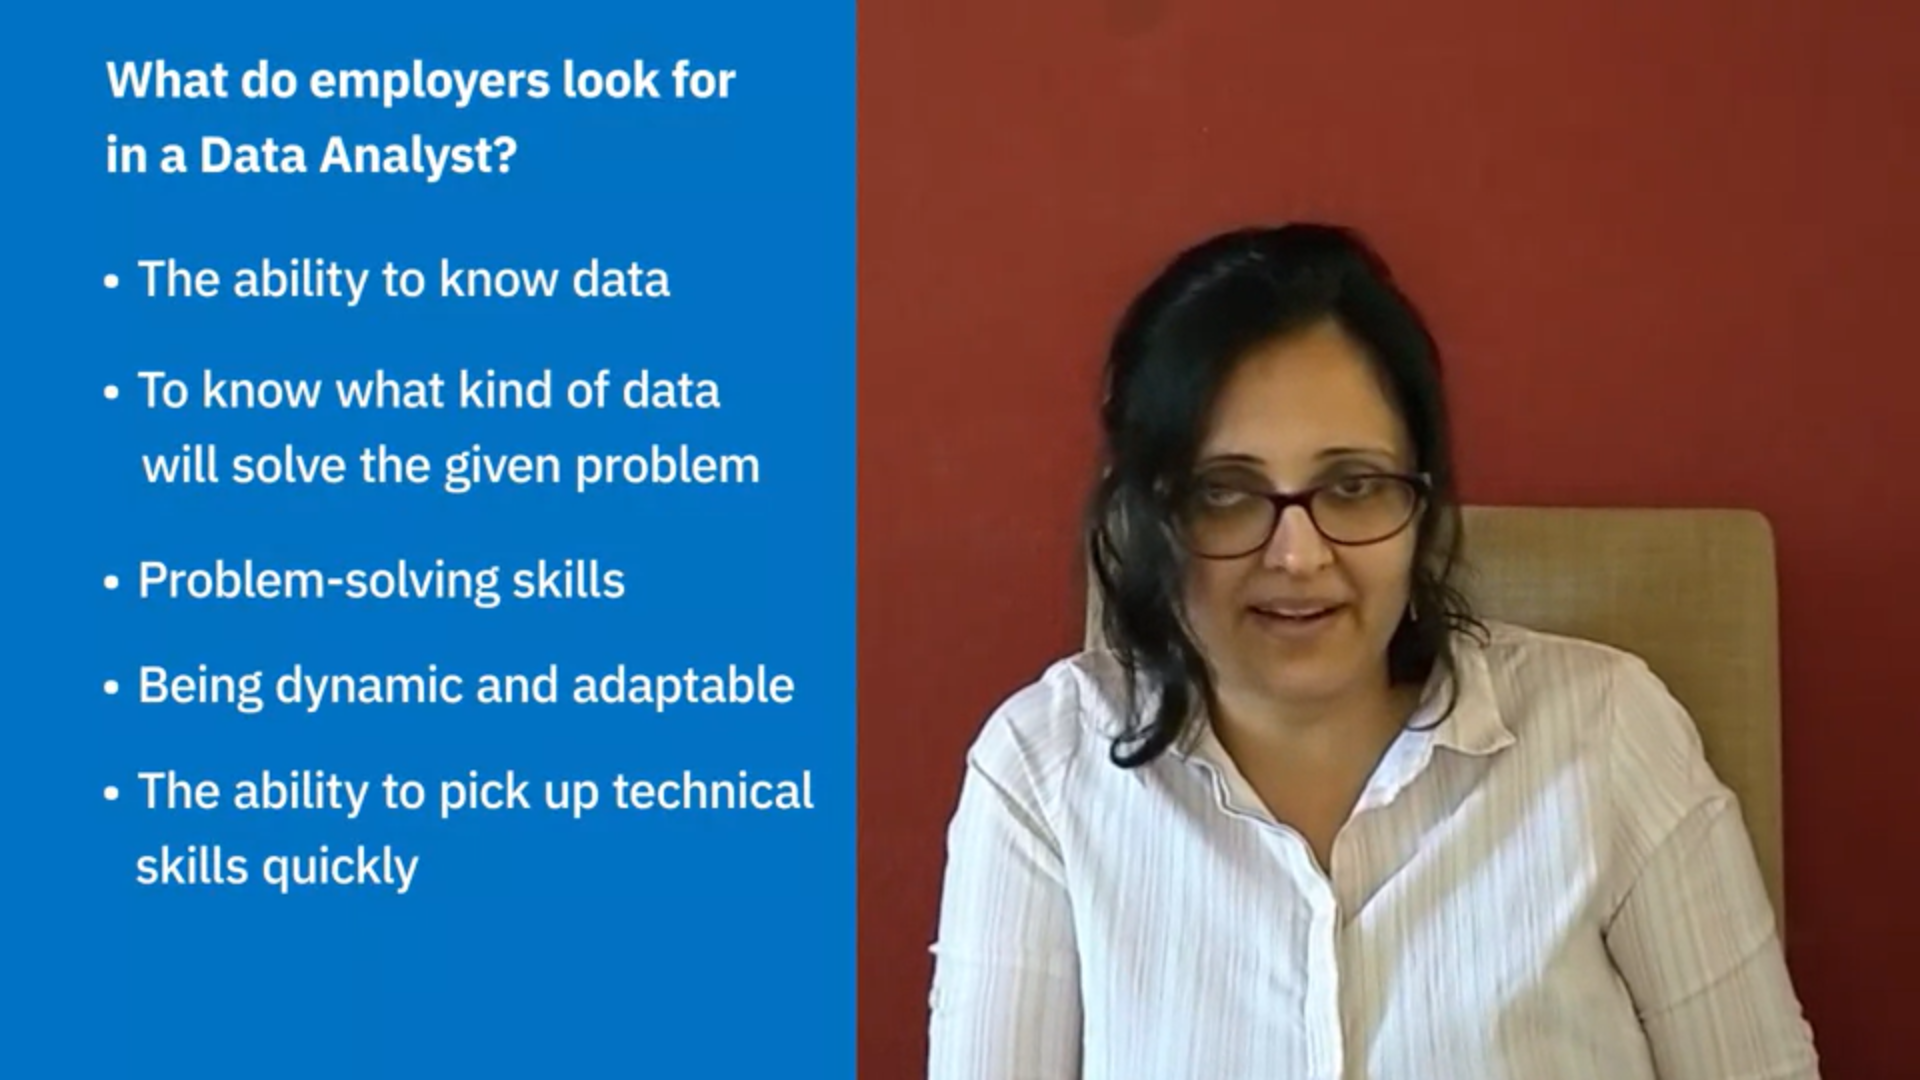 What do employers look for
in a Data Analyst?
• The ability to know data
• To know what kind of data
will solve the given problem
• Problem-solving skills
• Being dynamic and adaptable
• The ability to pick up technical
skills quickly